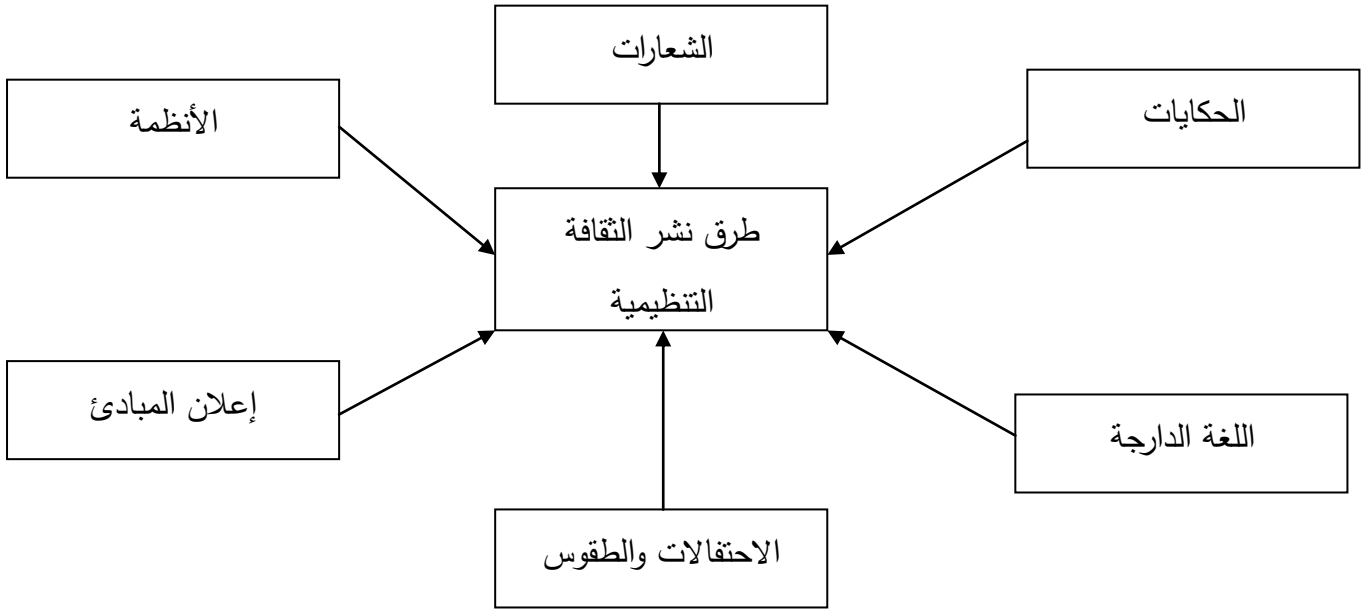 الشعارات
الحكايات
الأنظمة
طرق نشر الثقافة
التنظيمية
إعلان المبادئ
اللغة الدارجة
الاحتفالات والطقوس